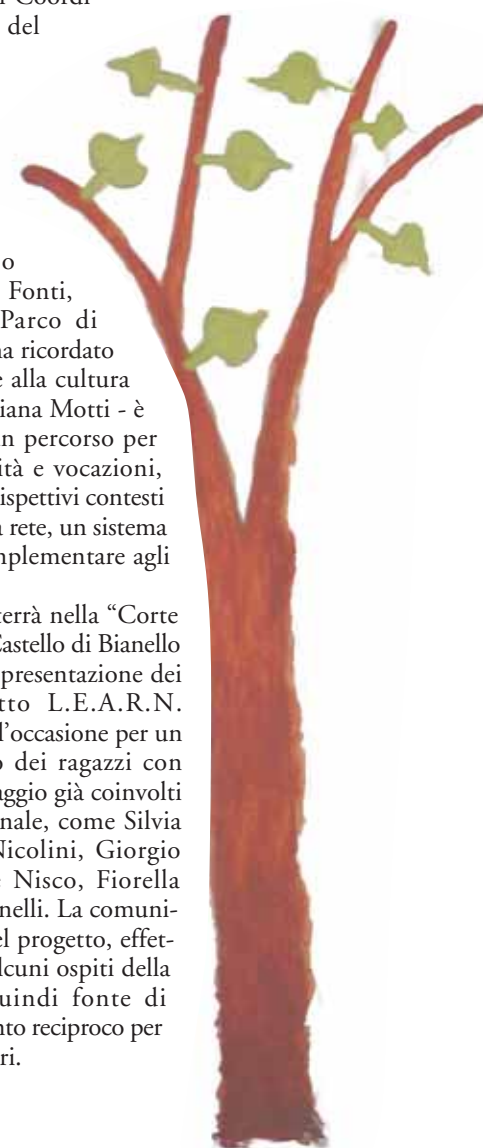 del
o
Fonti,
Parco di
ha ricordato
e alla cultura
iana Motti - è
in percorso per
ità e vocazioni,
ispettivi contesti
a rete, un sistema
mplementare agli
terrà nella “Corte
Castello di Bianello
presentazione dei
tto L.E.A.R.N.
l’occasione per un
o dei ragazzi con
aggio già coinvolti
nale, come Silvia
Nicolini, Giorgio
e Nisco, Fiorella
nelli. La comuni-
el progetto, effet-
lcuni ospiti della
uindi fonte di
nto reciproco per
ri.